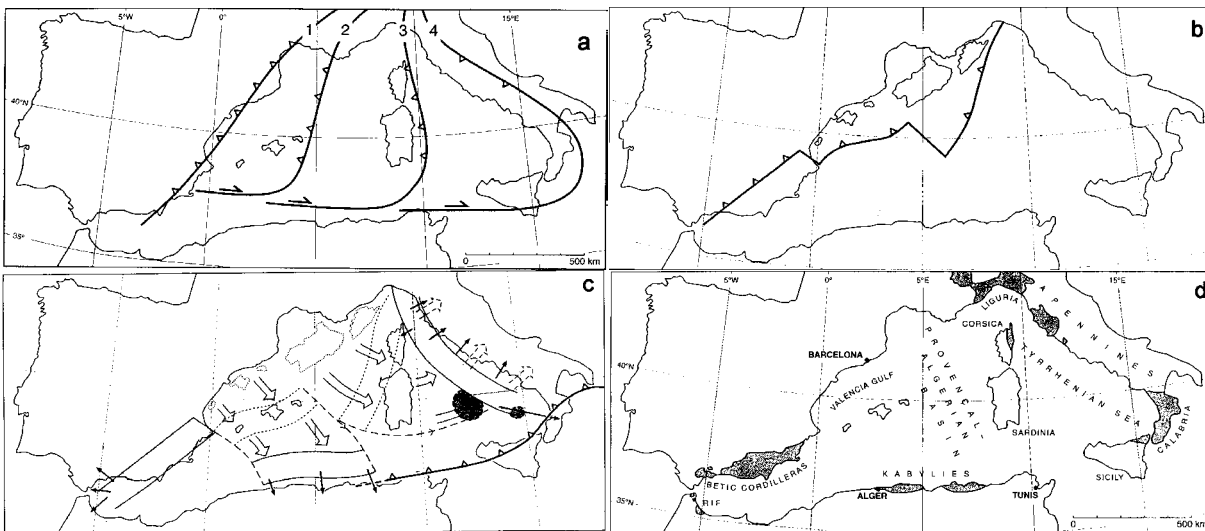 5°W 0° 15°E
1 2 3 4
a
40°N
35°
0 500 km
b
c
5°W 0° 5° 10° 15°E
d
LIGURIA
APENNINES
CORSICA
BARCELONA
40°N
VALENCIA GULF
PROVENCAL-
ALGERIAN
BASIN
TYRRHENIAN SEA
SARDINIA
CALABRIA
KABYLIES
SICILY
BETIC CORDILLERAS
ALGER
TUNIS
RIF
35°N
0 500 km